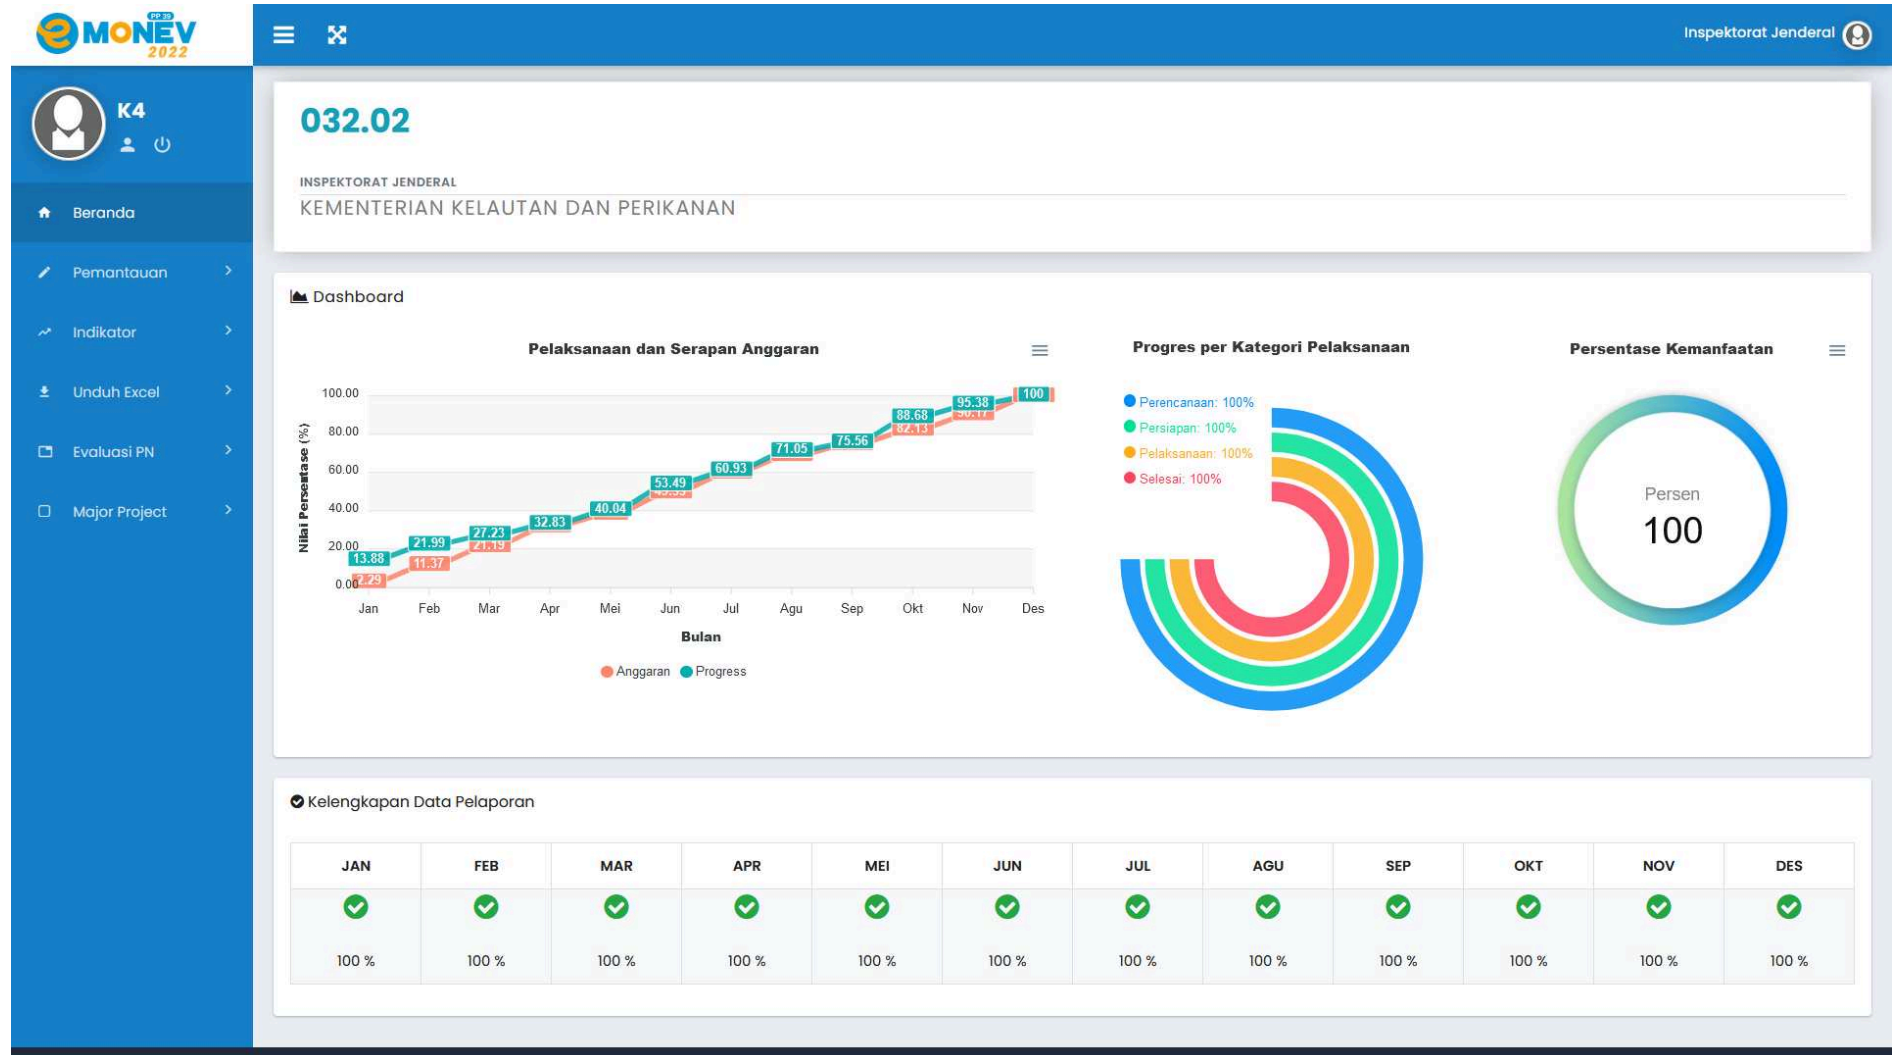 PP 39
eMONEV
2022
Inspektorat Jenderal
K4
Beranda
Pemantauan
Indikator
Unduh Excel
Evaluasi PN
Major Project
032.02
INSPEKTORAT JENDERAL
KEMENTERIAN KELAUTAN DAN PERIKANAN
Dashboard
Pelaksanaan dan Serapan Anggaran
Nilai Persentase (%)
100.00
80.00
60.00
40.00
20.00
0.00
13.88
21.99
27.23
32.83
40.04
53.49
60.93
71.05
75.56
88.68
95.38
100
2.29
11.37
21.19
82.13
90.17
Jan Feb Mar Apr Mei Jun Jul Agu Sep Okt Nov Des
Bulan
Anggaran Progress
Progres per Kategori Pelaksanaan
Perencanaan: 100%
Persiapan: 100%
Pelaksanaan: 100%
Selesai: 100%
Persentase Kemanfaatan
Persen
100
Kelengkapan Data Pelaporan
JAN FEB MAR APR MEI JUN JUL AGU SEP OKT NOV DES
100 % 100 % 100 % 100 % 100 % 100 % 100 % 100 % 100 % 100 % 100 % 100 %